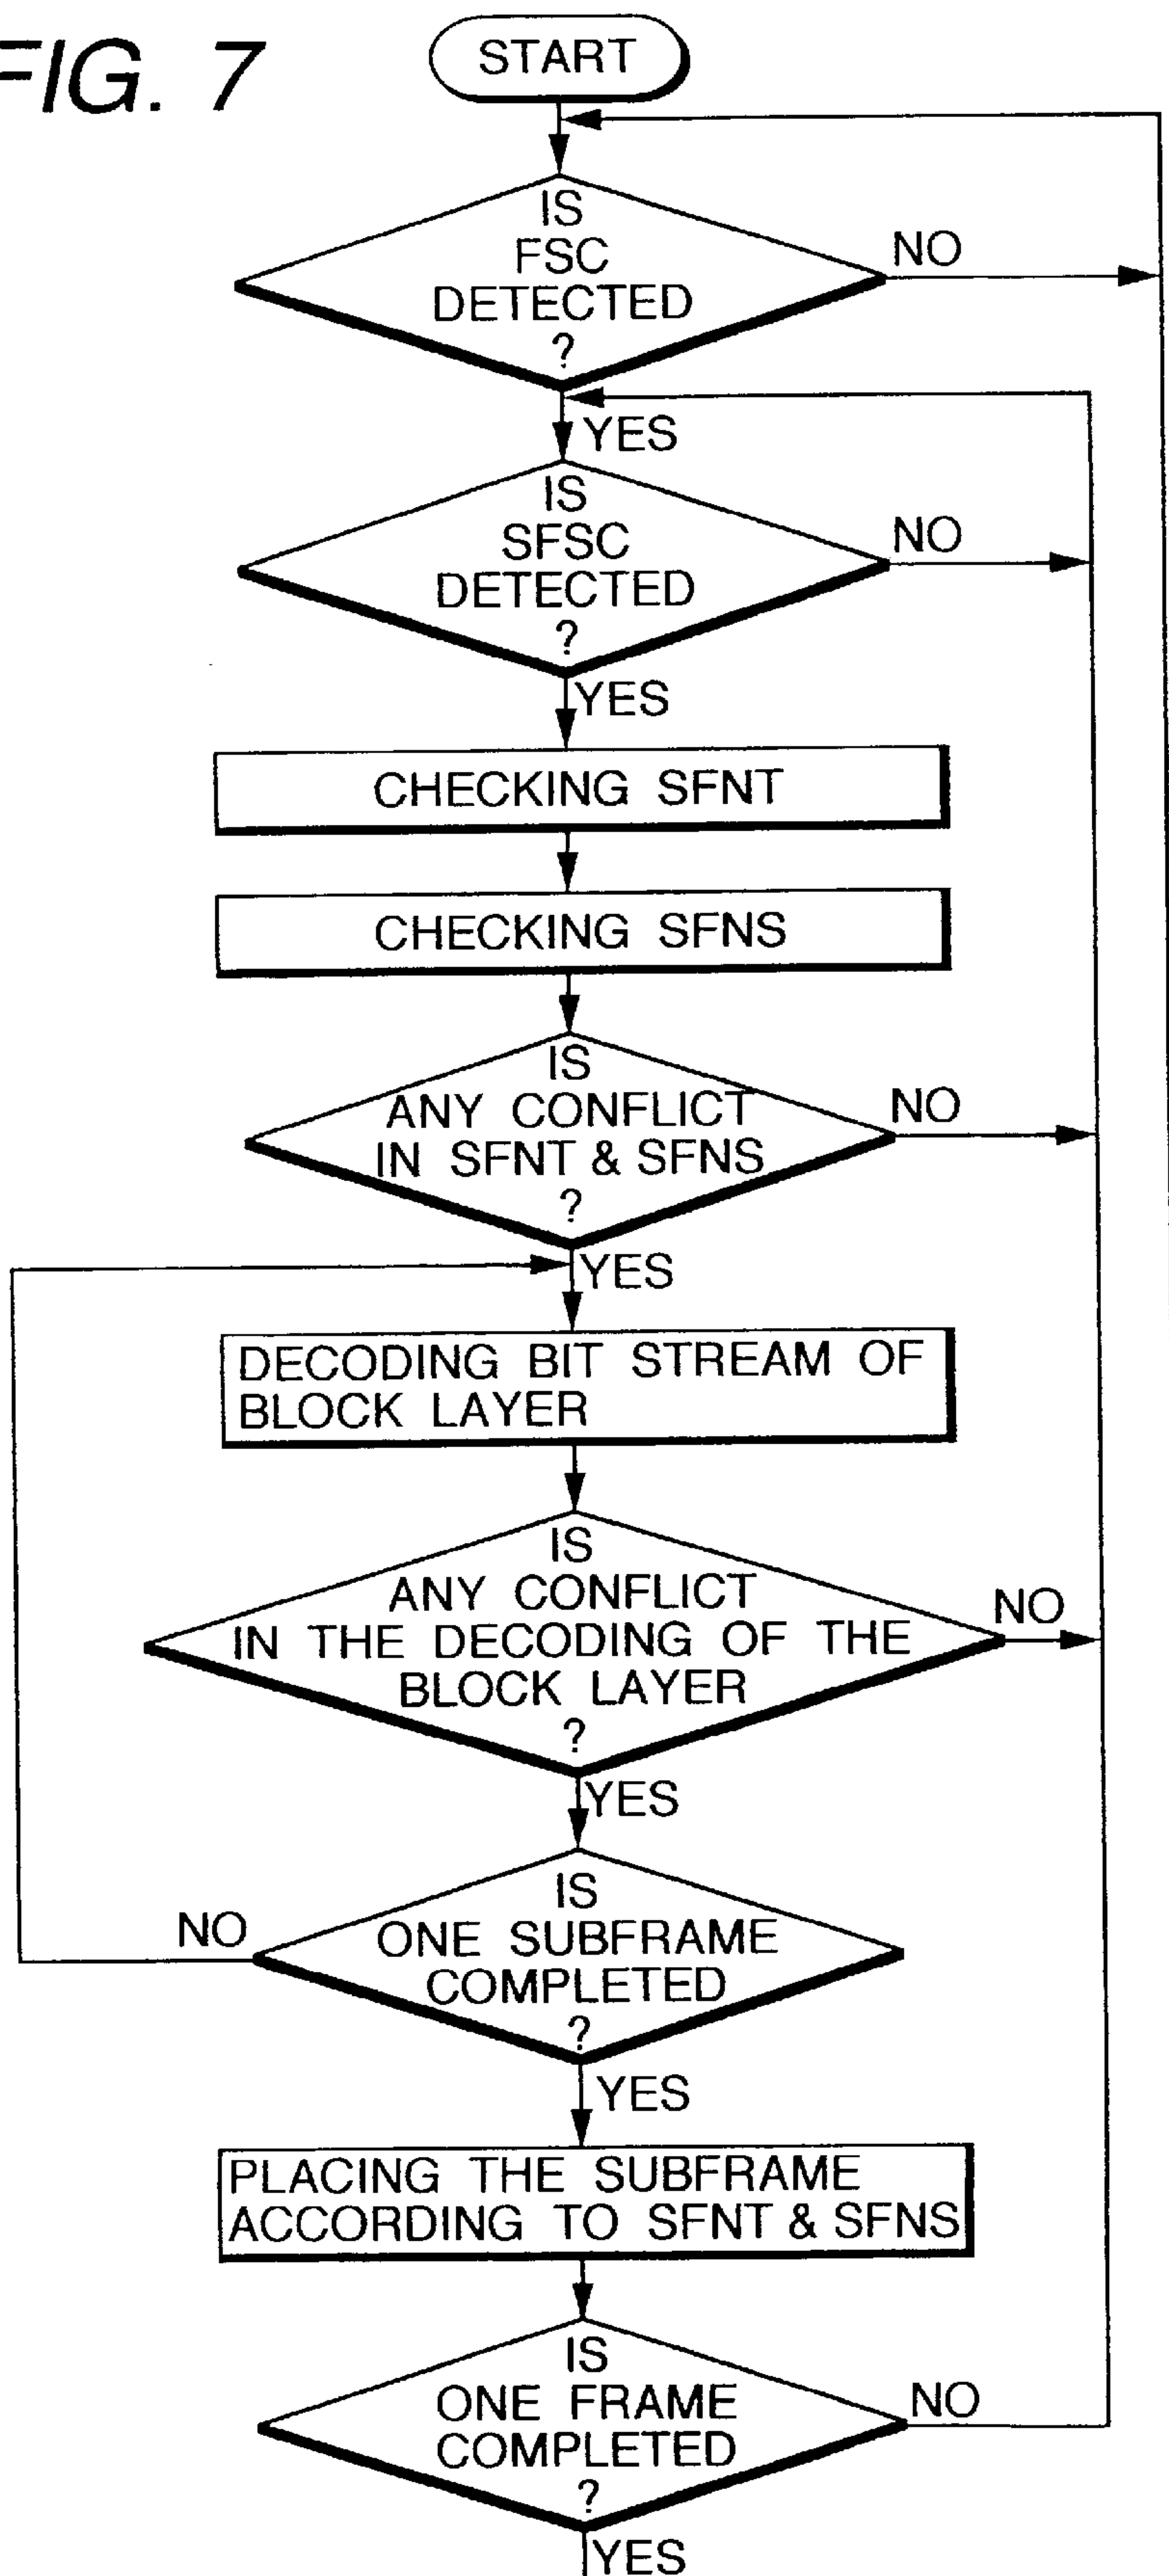 FIG. 7
START
IS
FSC
DETECTED
?
NO
YES
IS
SFSC
DETECTED
?
NO
YES
CHECKING SFNT
CHECKING SFNS
IS
ANY CONFLICT
IN SFNT & SFNS
?
NO
YES
DECODING BIT STREAM OF
BLOCK LAYER
IS
ANY CONFLICT
IN THE DECODING OF THE
BLOCK LAYER
?
NO
YES
IS
ONE SUBFRAME
COMPLETED
?
NO
YES
PLACING THE SUBFRAME
ACCORDING TO SFNT & SFNS
IS
ONE FRAME
COMPLETED
?
NO
YES